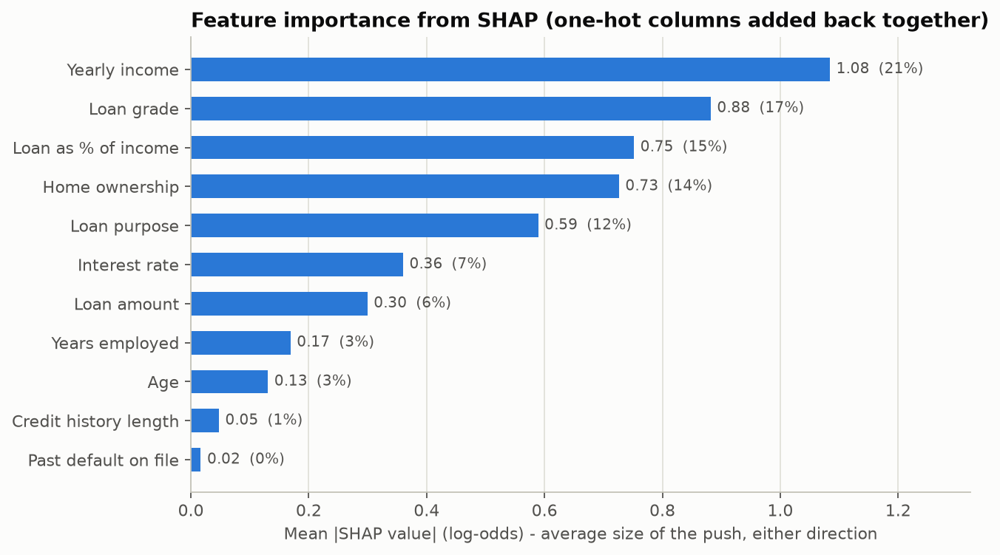 Feature importance from SHAP (one-hot columns added back together)
Yearly income 1.08 (21%)
Loan grade 0.88 (17%)
Loan as % of income 0.75 (15%)
Home ownership 0.73 (14%)
Loan purpose 0.59 (12%)
Interest rate 0.36 (7%)
Loan amount 0.30 (6%)
Years employed 0.17 (3%)
Age 0.13 (3%)
Credit history length 0.05 (1%)
Past default on file 0.02 (0%)
0.0 0.2 0.4 0.6 0.8 1.0 1.2
Mean |SHAP value| (log-odds) - average size of the push, either direction